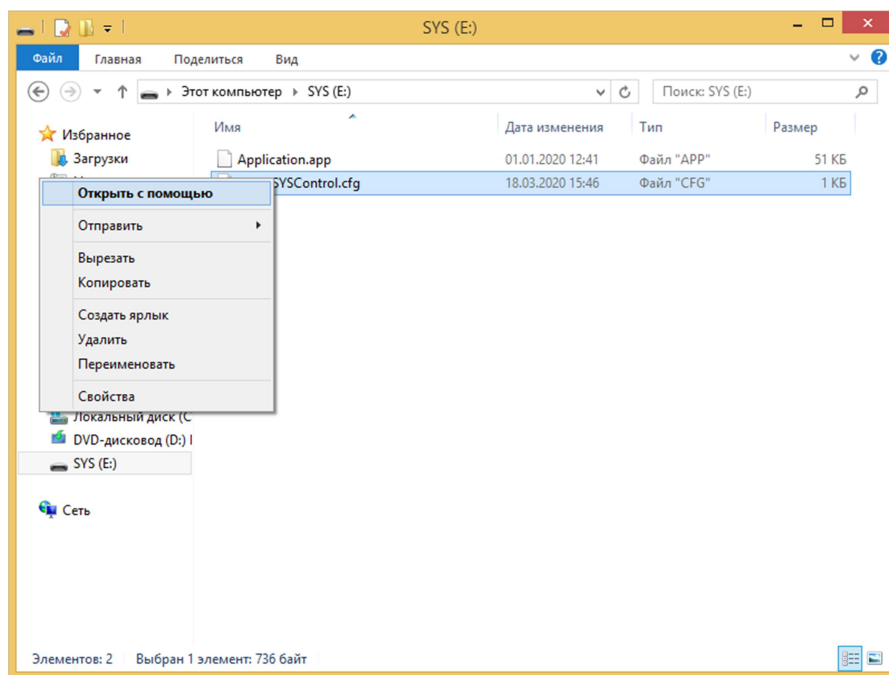 SYS (E:)
Файл Главная Поделиться Вид
Этот компьютер SYS (E:) Поиск: SYS (E:)
Имя Дата изменения Тип Размер
Избранное
Загрузки
Application.app 01.01.2020 12:41 Файл "APP" 51 КБ
SYSControl.cfg 18.03.2020 15:46 Файл "CFG" 1 КБ
Открыть с помощью
Отправить
Вырезать
Копировать
Создать ярлык
Удалить
Переименовать
Свойства
Локальный диск (C
DVD-дисковод (D:)
SYS (E:)
Сеть
Элементов: 2 Выбран 1 элемент: 736 байт